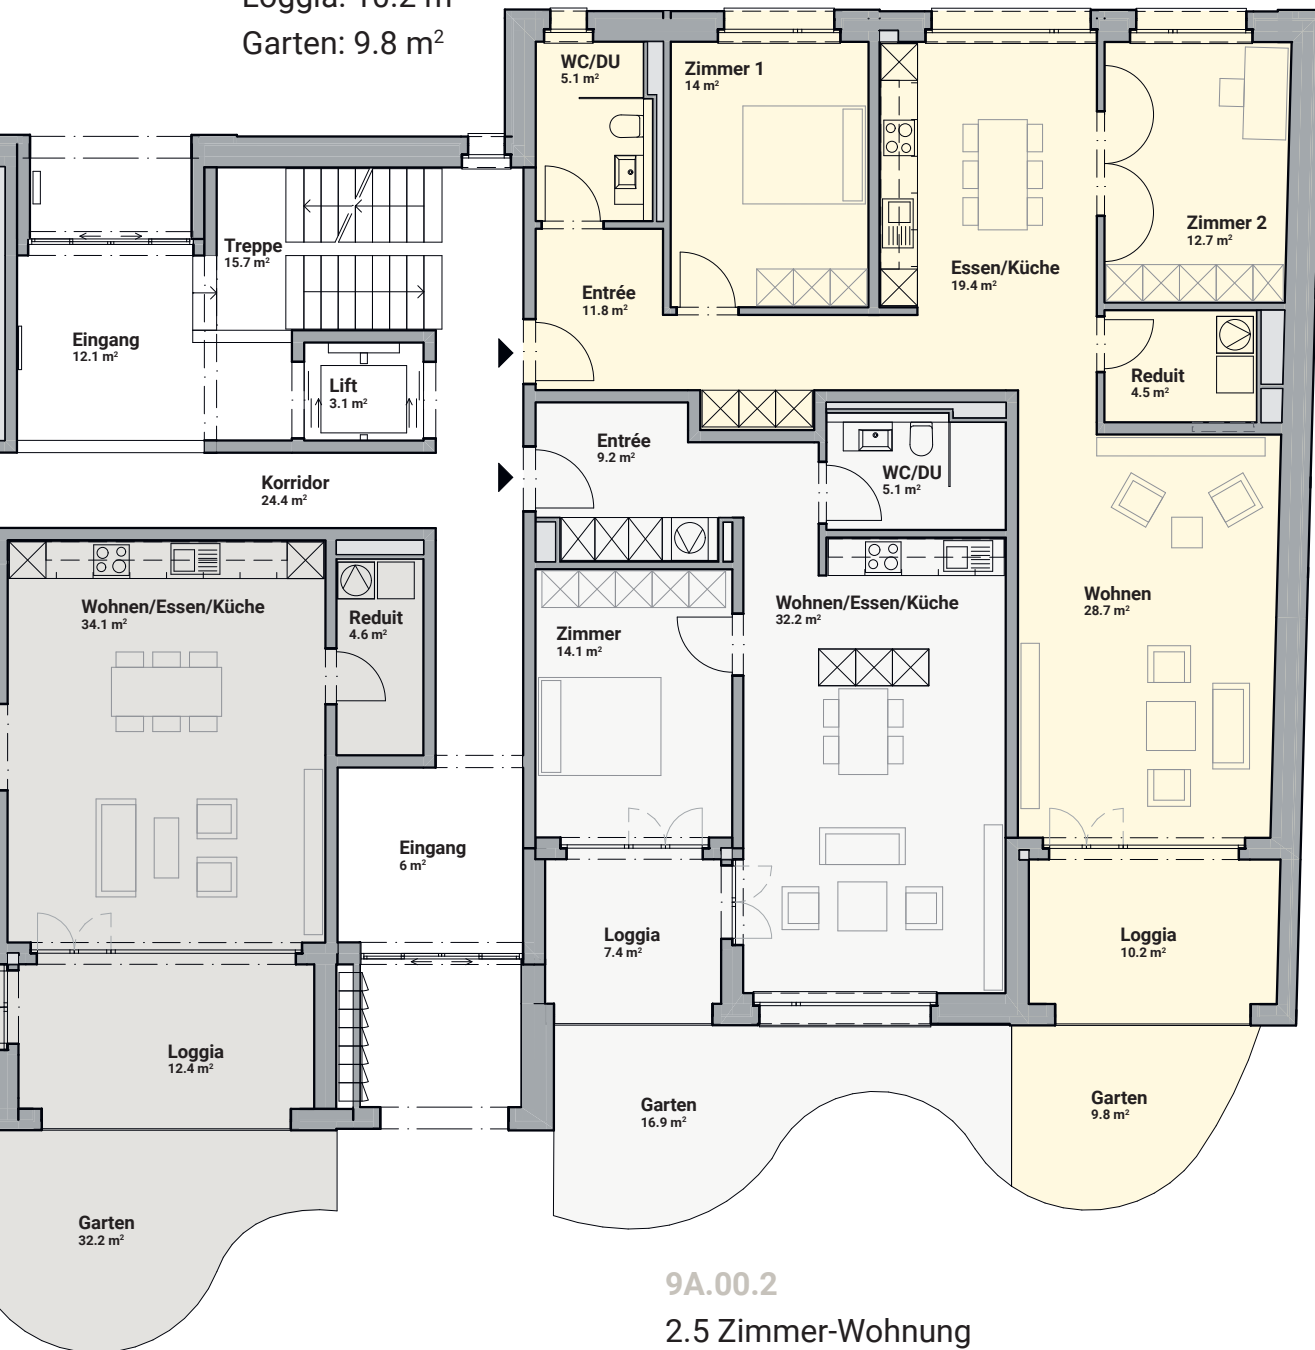 Loggia: 10.2 m²
Garten: 9.8 m²
WC/DU
5.1 m²
Zimmer 1
14 m²
Zimmer 2
12.7 m²
Treppe
15.7 m²
Essen/Küche
19.4 m²
Entrée
11.8 m²
Eingang
12.1 m²
Lift
3.1 m²
Reduit
4.5 m²
Entrée
9.2 m²
WC/DU
5.1 m²
Korridor
24.4 m²
Wohnen/Essen/Küche
34.1 m²
Reduit
4.6 m²
Zimmer
14.1 m²
Wohnen/Essen/Küche
32.2 m²
Wohnen
28.7 m²
Eingang
6 m²
Loggia
7.4 m²
Loggia
10.2 m²
Loggia
12.4 m²
Garten
16.9 m²
Garten
9.8 m²
Garten
32.2 m²
9A.00.2
2.5 Zimmer-Wohnung